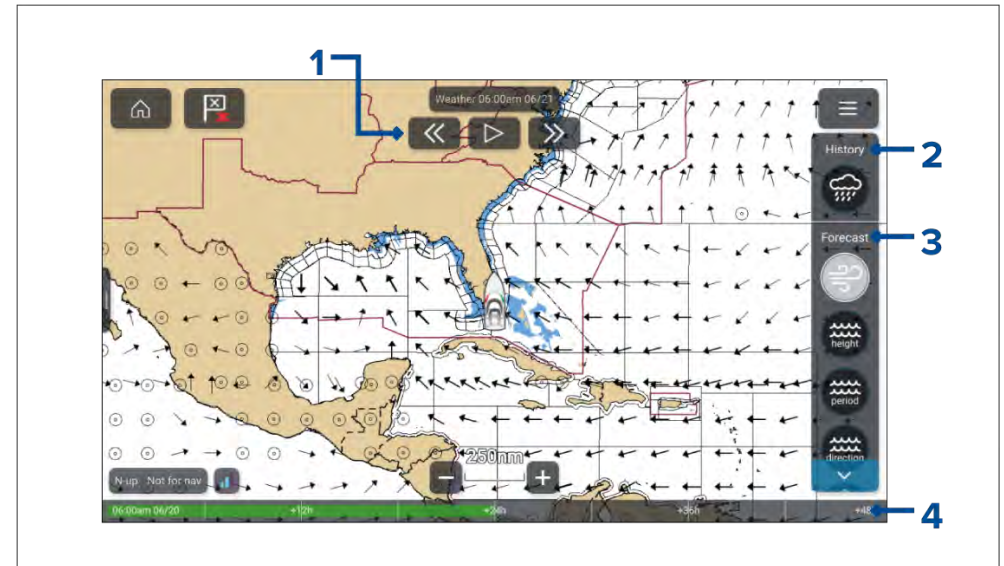 1
Weather 06:00am 06/21
History
2
Forecast
3
height
period
direction
250nm
N-up Not for nav
06:00am 06/20 +12h +24h +36h +48
4